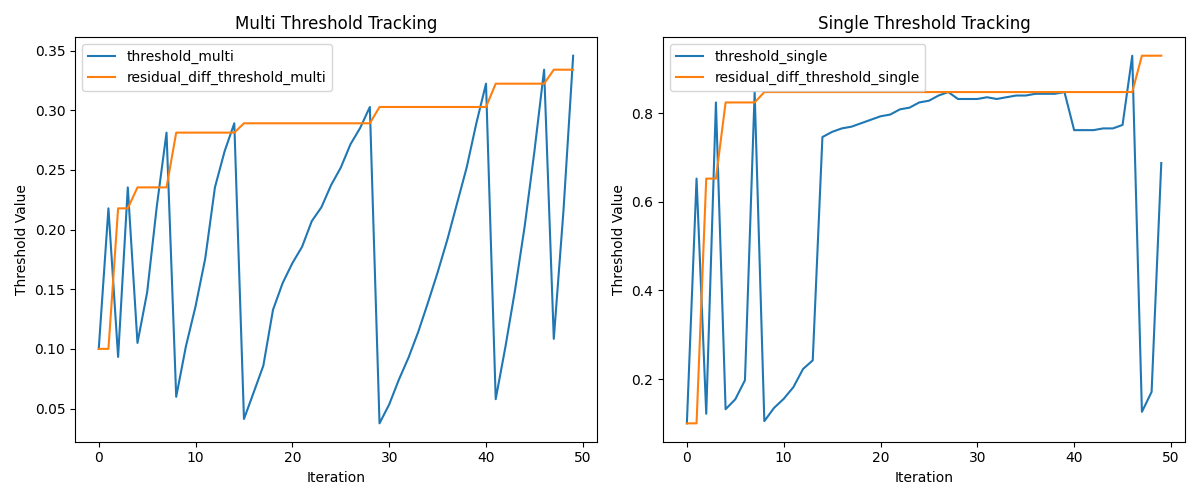 Multi Threshold Tracking
threshold_multi
residual_diff_threshold_multi
0.35
0.30
0.25
0.20
0.15
0.10
0.05
Threshold Value
0
10
20
30
40
50
Iteration
Single Threshold Tracking
threshold_single
residual_diff_threshold_single
0.8
0.6
0.4
0.2
Threshold Value
0
10
20
30
40
50
Iteration